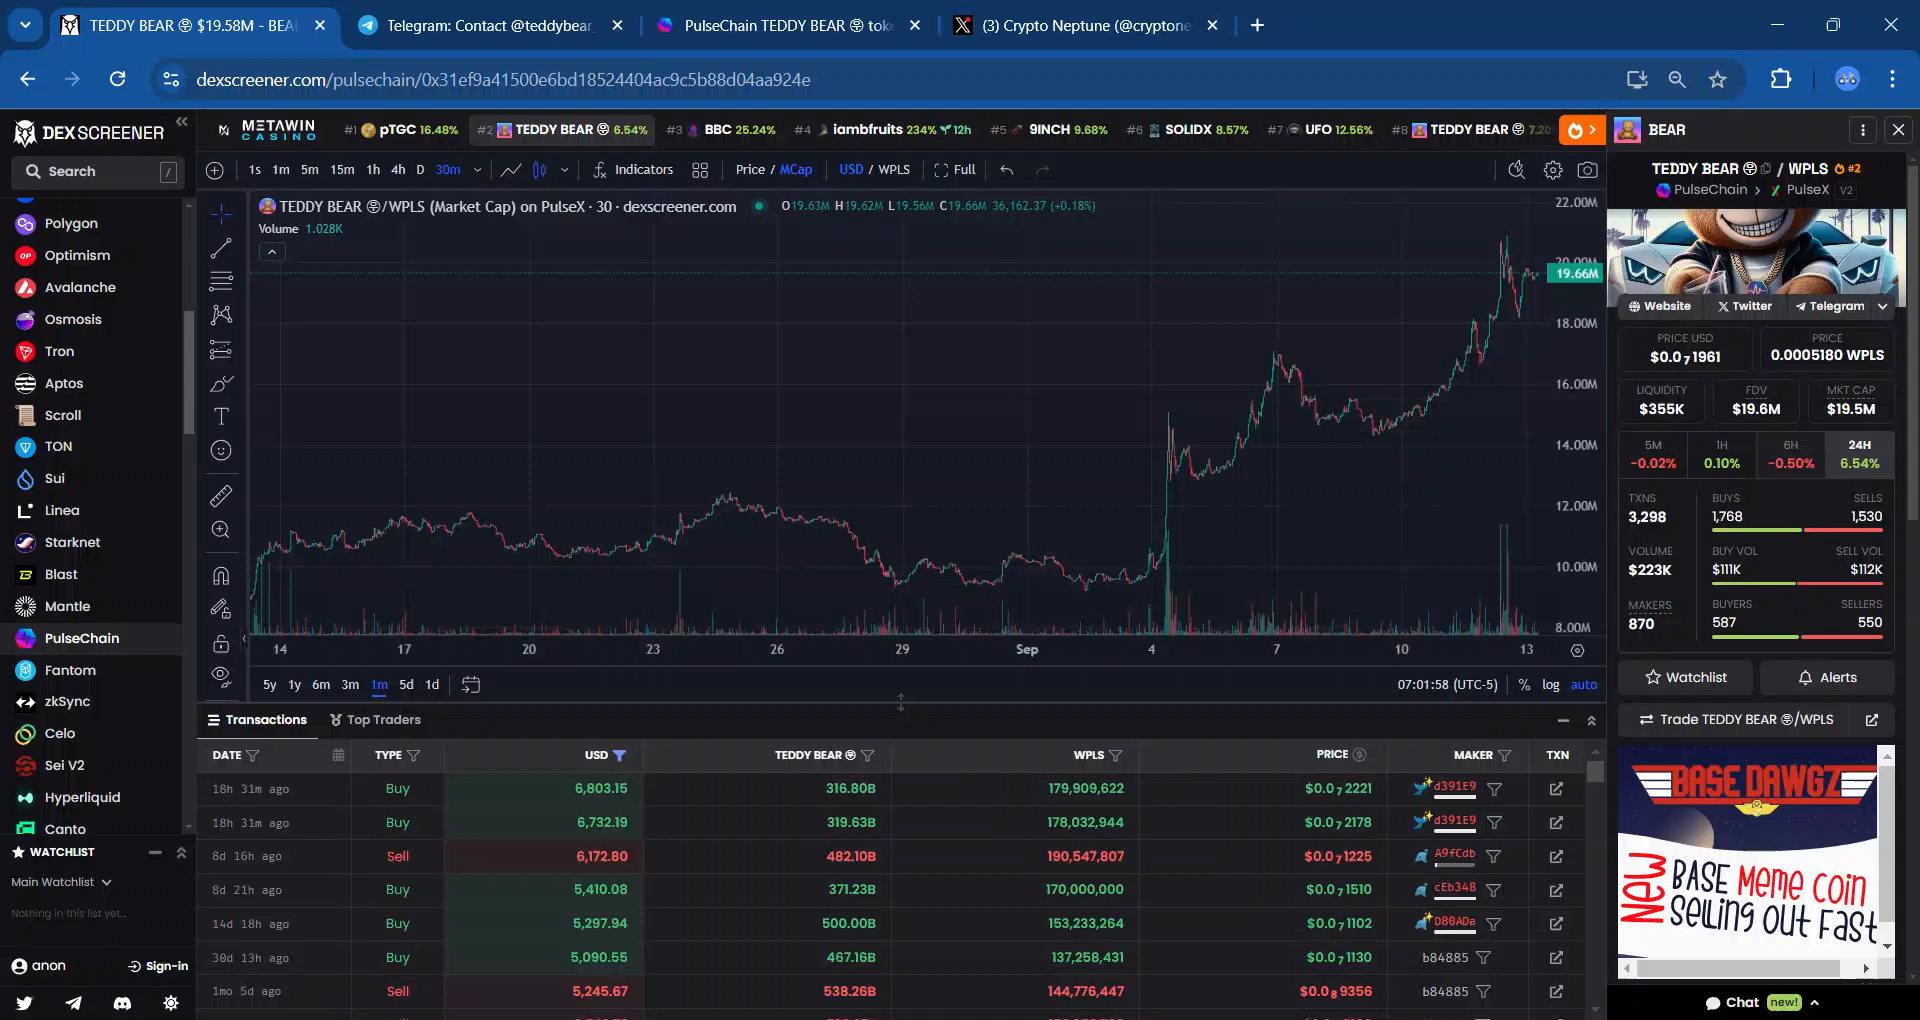 TEDDY BEAR ㉾ $19.58M - BEA
Telegram: Contact @teddybear_
PulseChain TEDDY BEAR ㉾ tok
(3) Crypto Neptune (@cryptone
dexscreener.com/pulsechain/0x31ef9a41500e6bd18524404ac9c5b88d04aa924e
DEX SCREENER
Search /
Polygon
Optimism
Avalanche
Osmosis
Tron
Aptos
Scroll
TON
Sui
Linea
Starknet
Blast
Mantle
PulseChain
Fantom
zkSync
Celo
Sei V2
Hyperliquid
Canto
WATCHLIST
Main Watchlist
Nothing in this list yet...
anon Sign-in
METAWIN CASINO
#1 pTGC 16.48%
#2 TEDDY BEAR ㉾ 6.54%
#3 BBC 25.24%
#4 iambfruits 234% 12h
#5 9INCH 9.68%
#6 SOLIDX 8.57%
#7 UFO 12.56%
#8 TEDDY BEAR ㉾ 7.20
1s 1m 5m 15m 1h 4h D 30m Indicators Price / MCap USD / WPLS Full
TEDDY BEAR ㉾/WPLS (Market Cap) on PulseX · 30 · dexscreener.com O19.63M H19.62M L19.56M C19.66M 36,162.37 (+0.18%)
Volume 1.028K
22.00M
20.00M
19.66M
18.00M
16.00M
14.00M
12.00M
10.00M
8.00M
14 17 20 23 26 29 Sep 4 7 10 13
5y 1y 6m 3m 1m 5d 1d 07:01:58 (UTC-5) % log auto
Transactions Top Traders
DATE TYPE USD TEDDY BEAR ㉾ WPLS PRICE MAKER TXN
18h 31m ago Buy 6,803.15 316.80B 179,909,622 $0.0₇2221 d391E9
18h 31m ago Buy 6,732.19 319.63B 178,032,944 $0.0₇2178 d391E9
8d 16h ago Sell 6,172.80 482.10B 190,547,807 $0.0₇1225 A9fCdb
8d 21h ago Buy 5,410.08 371.23B 170,000,000 $0.0₇1510 cEb348
14d 18h ago Buy 5,297.94 500.00B 153,233,264 $0.0₇1102 D80ADa
30d 13h ago Buy 5,090.55 467.16B 137,258,431 $0.0₇1130 b84885
1mo 5d ago Sell 5,245.67 538.26B 144,776,447 $0.0₈9356 b84885
BEAR
TEDDY BEAR ㉾ / WPLS #2
PulseChain > PulseX V2
Website Twitter Telegram
PRICE USD
$0.0₇1961
PRICE
0.0005180 WPLS
LIQUIDITY
$355K
FDV
$19.6M
MKT CAP
$19.5M
5M
-0.02%
1H
0.10%
6H
-0.50%
24H
6.54%
TXNS
3,298
BUYS SELLS
1,768 1,530
VOLUME
$223K
BUY VOL SELL VOL
$111K $112K
MAKERS
870
BUYERS SELLERS
587 550
Watchlist Alerts
Trade TEDDY BEAR ㉾/WPLS
BASE DAWGZ
NEW BASE MEME COIN
SELLING OUT FAST
Chat new!